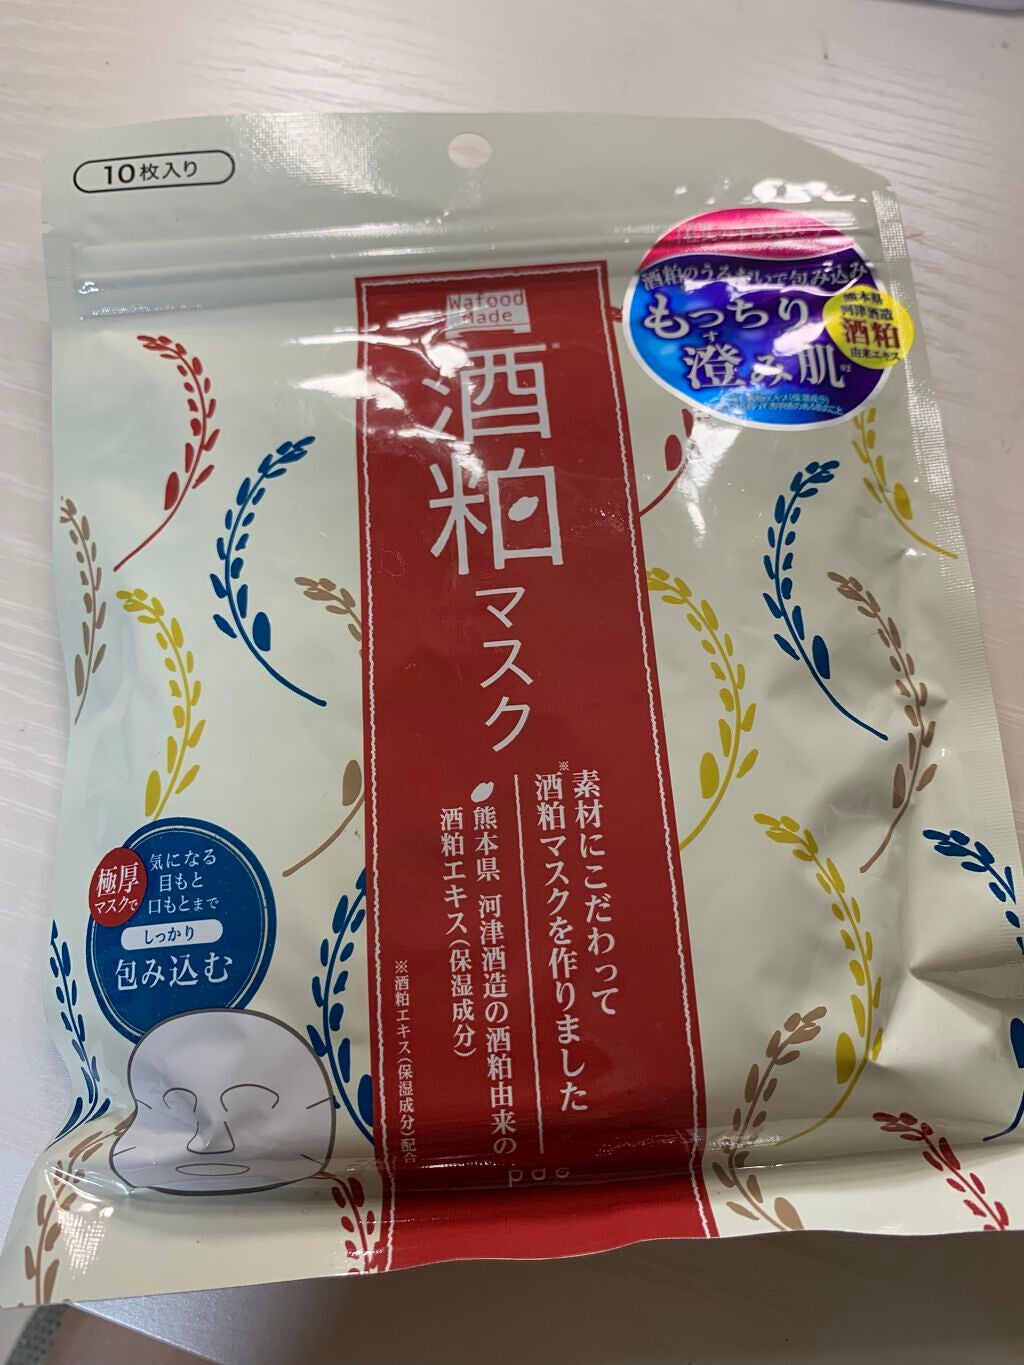 10枚入り
Wafood
Made
酒粕
マスク
酒粕のうるおいで包み込み
もっちり
澄み肌
す
※2
熊本県
河津酒造
酒粕
由来エキス
素材にこだわって
※酒粕マスクを作りました
熊本県 河津酒造の酒粕由来の
酒粕エキス(保湿成分)
※酒粕エキス(保湿成分)配合
極厚
マスクで
気になる
目もと
口もとまで
しっかり
包み込む
pdc